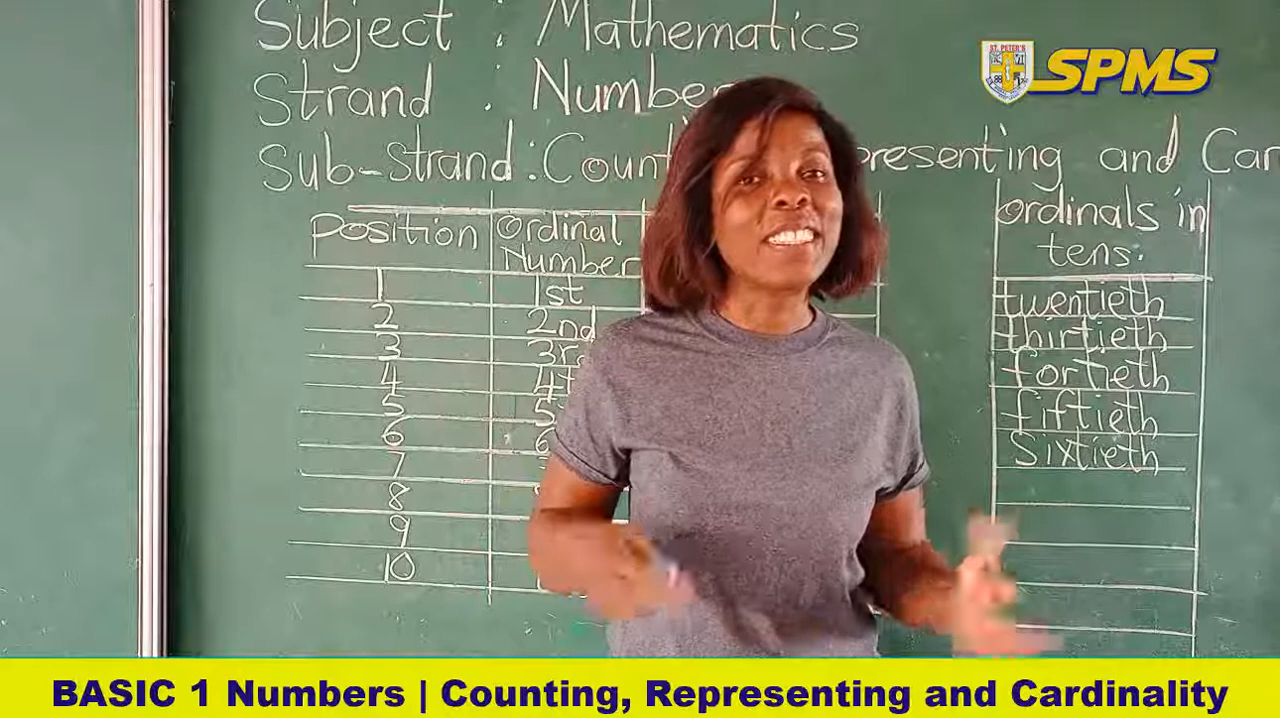 Subject : Mathematics
ST. PETER'S
SPMS
Strand : Number
Sub-Strand : Count presenting and Car
Position Ordinal Number
ordinals in tens.
1 1st
2 2nd
3
4
5
6
7
8
9
10
twentieth
thirtieth
fortieth
fiftieth
Sixtieth
BASIC 1 Numbers | Counting, Representing and Cardinality